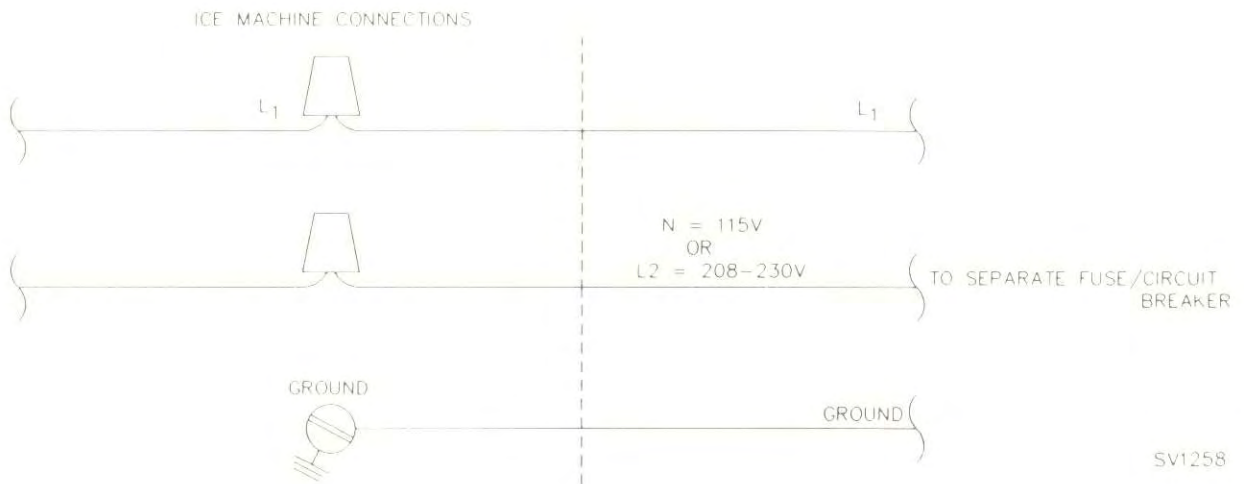 ICE MACHINE CONNECTIONS
L1
L1
N = 115V
OR
L2 = 208-230V
TO SEPARATE FUSE/CIRCUIT
BREAKER
GROUND
GROUND
SV1258